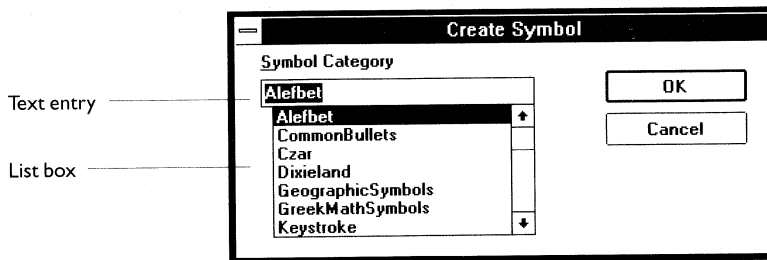 Create Symbol
Symbol Category
Text entry
Alefbet
OK
List box
Alefbet
CommonBullets
Czar
Dixieland
GeographicSymbols
GreekMathSymbols
Keystroke
Cancel